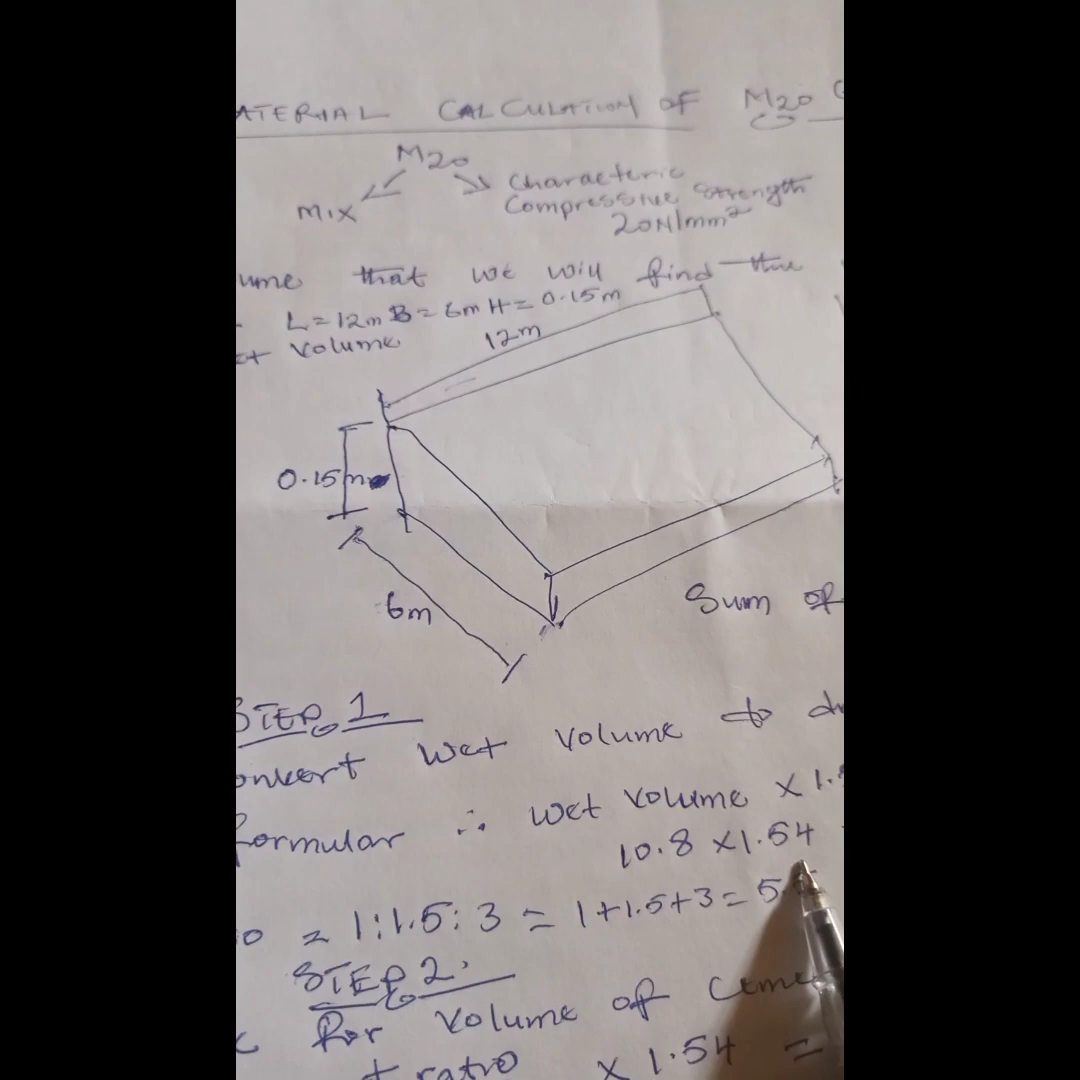 ATERIAL CALCULATION OF M20
M20
MIX
Characteric
Compressive Strength
20N/mm²
ume that we will find the
L=12m B=6m H=0.15m
et volume
12m
0.15m
6m
Sum of
STEP 1
onvert wet volume to d
formular ∴ wet volume x 1.
10.8 x 1.54
o = 1:1.5:3 = 1+1.5+3= 5
STEP 2.
c for volume of ceme
t ratio x 1.54 =